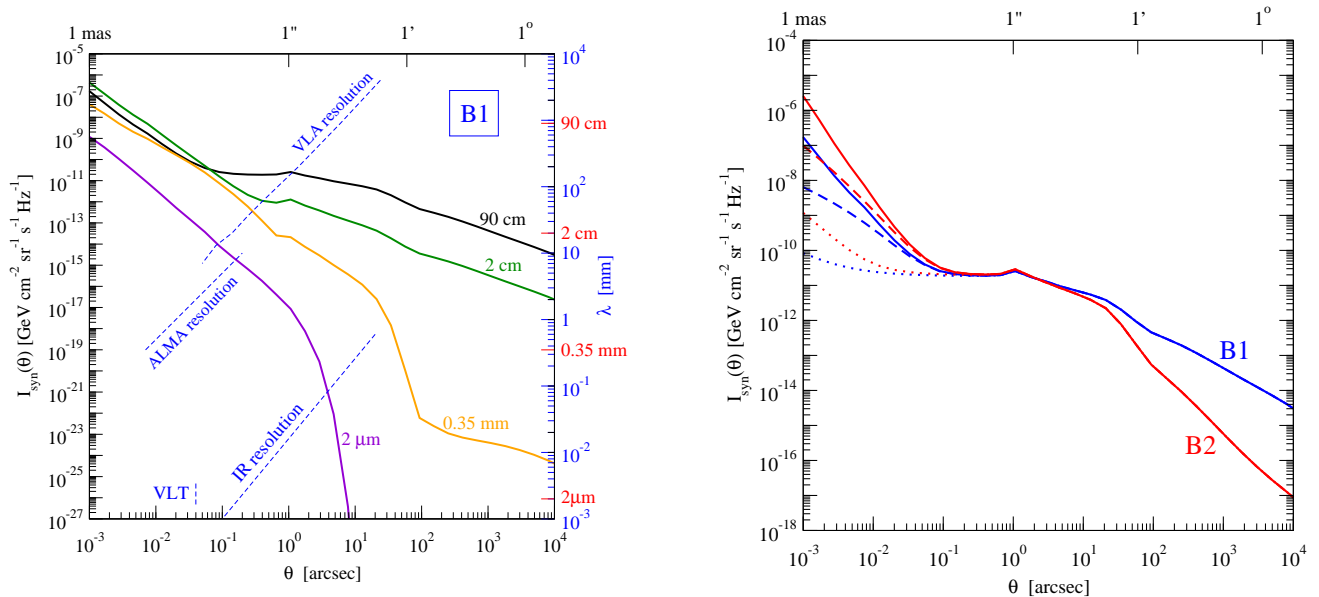 1 mas 1" 1' 1°
10^-5 10^-7 10^-9 10^-11 10^-13 10^-15 10^-17 10^-19 10^-21 10^-23 10^-25 10^-27
I_syn(θ) [GeV cm^-2 sr^-1 s^-1 Hz^-1]
B1
VLA resolution
ALMA resolution
IR resolution
VLT
90 cm
2 cm
0.35 mm
2 μm
10^4 10^3 10^2 10 1 10^-1 10^-2 10^-3
90 cm
2 cm
0.35 mm
2μm
λ [mm]
10^-3 10^-2 10^-1 10^0 10^1 10^2 10^3 10^4
θ [arcsec]
1 mas 1" 1' 1°
10^-4 10^-6 10^-8 10^-10 10^-12 10^-14 10^-16 10^-18
I_syn(θ) [GeV cm^-2 sr^-1 s^-1 Hz^-1]
B1
B2
10^-3 10^-2 10^-1 10^0 10^1 10^2 10^3 10^4
θ [arcsec]